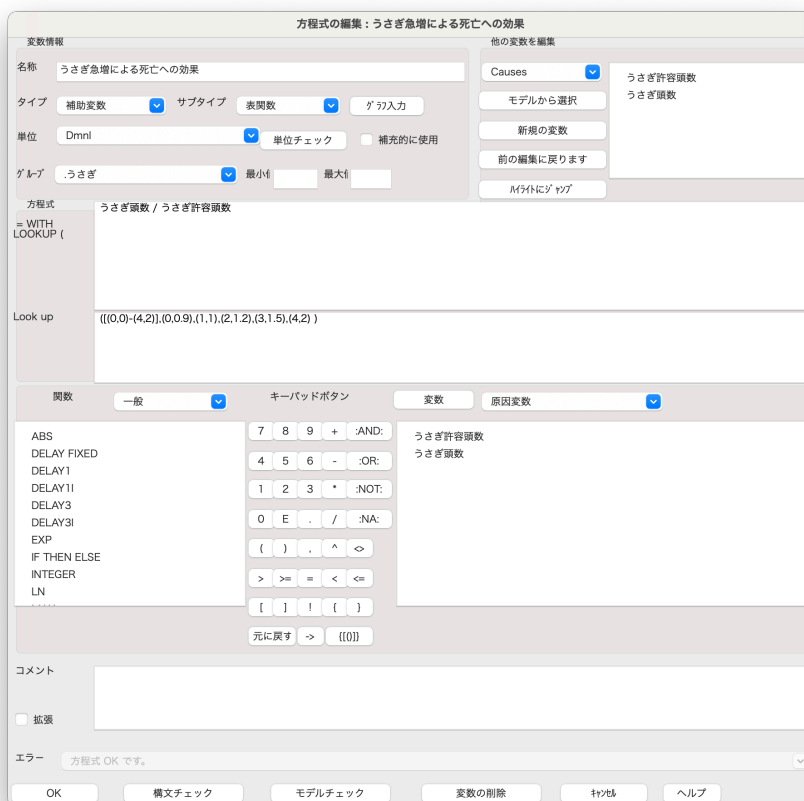 方程式の編集 : うさぎ急増による死亡への効果
変数情報
名称 うさぎ急増による死亡への効果
タイプ 補助変数 サブタイプ 表関数 グラフ入力
単位 Dmnl 単位チェック 補充的に使用
グループ .うさぎ 最小値 最大値
他の変数を編集
Causes
モデルから選択
新規の変数
前の編集に戻ります
ハイライトにジャンプ
うさぎ許容頭数
うさぎ頭数
方程式
= WITH
LOOKUP (
うさぎ頭数 / うさぎ許容頭数
Look up ([(0,0)-(4,2)],(0,0.9),(1,1),(2,1.2),(3,1.5),(4,2) )
関数 一般 キーパッドボタン 変数 原因変数
ABS
DELAY FIXED
DELAY1
DELAY1I
DELAY3
DELAY3I
EXP
IF THEN ELSE
INTEGER
LN
7 8 9 + :AND:
4 5 6 - :OR:
1 2 3 * :NOT:
0 E . / :NA:
( ) , ^ <>
> >= = < <=
[ ] ! { }
元に戻す -> {[()]}
うさぎ許容頭数
うさぎ頭数
コメント
拡張
エラー 方程式 OK です。
OK 構文チェック モデルチェック 変数の削除 キャンセル ヘルプ